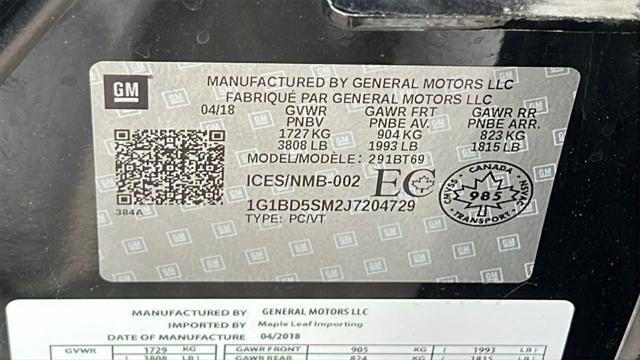 GM
MANUFACTURED BY GENERAL MOTORS LLC
FABRIQUÉ PAR GENERAL MOTORS LLC
04/18 GVWR GAWR FRT GAWR RR
PNBV PNBE AV. PNBE ARR.
1727 KG 904 KG 823 KG
3808 LB 1993 LB 1815 LB
MODEL/MODÈLE: 291BT69
ICES/NMB-002 EC
CANADA
CMVSS 985 NSVAC
TRANSPORT
384A
1G1BD5SM2J7204729
TYPE: PC/VT
MANUFACTURED BY GENERAL MOTORS LLC
IMPORTED BY Maple Leaf Importing
DATE OF MANUFACTURE 04/2018
GVWR 1729 KG GAWR FRONT 905 KG ( 1993 LB )
( 3808 LB ) GAWR REAR 824 KG ( 1815 LB )